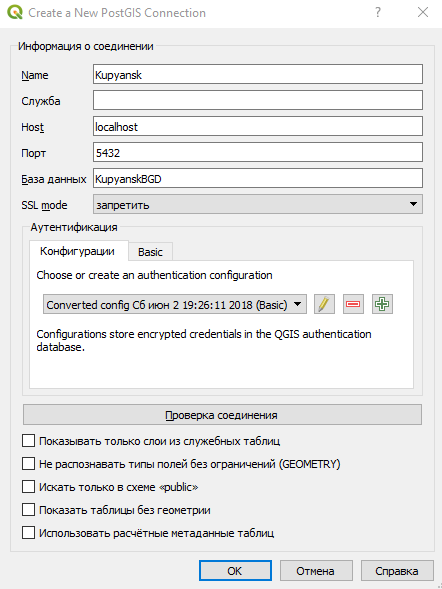 Create a New PostGIS Connection
Информация о соединении
Name Kupyansk
Служба
Host localhost
Порт 5432
База данных KupyanskBGD
SSL mode запретить
Аутентификация
Конфигурации Basic
Choose or create an authentication configuration
Converted config Сб июн 2 19:26:11 2018 (Basic)
Configurations store encrypted credentials in the QGIS authentication
database.
Проверка соединения
Показывать только слои из служебных таблиц
Не распознавать типы полей без ограничений (GEOMETRY)
Искать только в схеме «public»
Показать таблицы без геометрии
Использовать расчётные метаданные таблиц
OK Отмена Справка